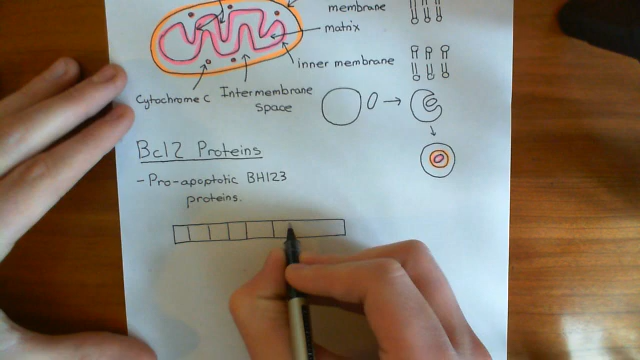 membrane
matrix
inner membrane
Cytochrome c Intermembrane
Space
Bcl2 Proteins
- Pro-apoptotic BH123
proteins.